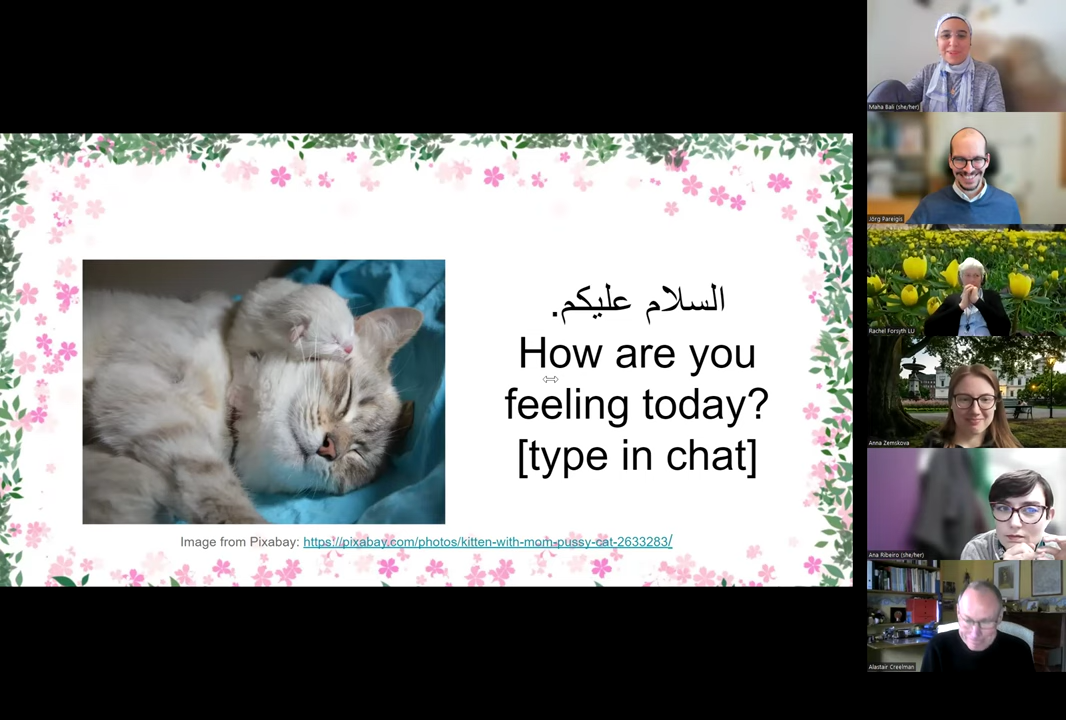 السلام عليكم.
How are you
feeling today?
[type in chat]
Image from Pixabay: https://pixabay.com/photos/kitten-with-mom-pussy-cat-2633283/
Maha Bali (she/her)
Jörg Pareigis
Rachel Forsyth LU
Anna Zemskova
Ana Ribeiro (she/her)
Alastair Creelman